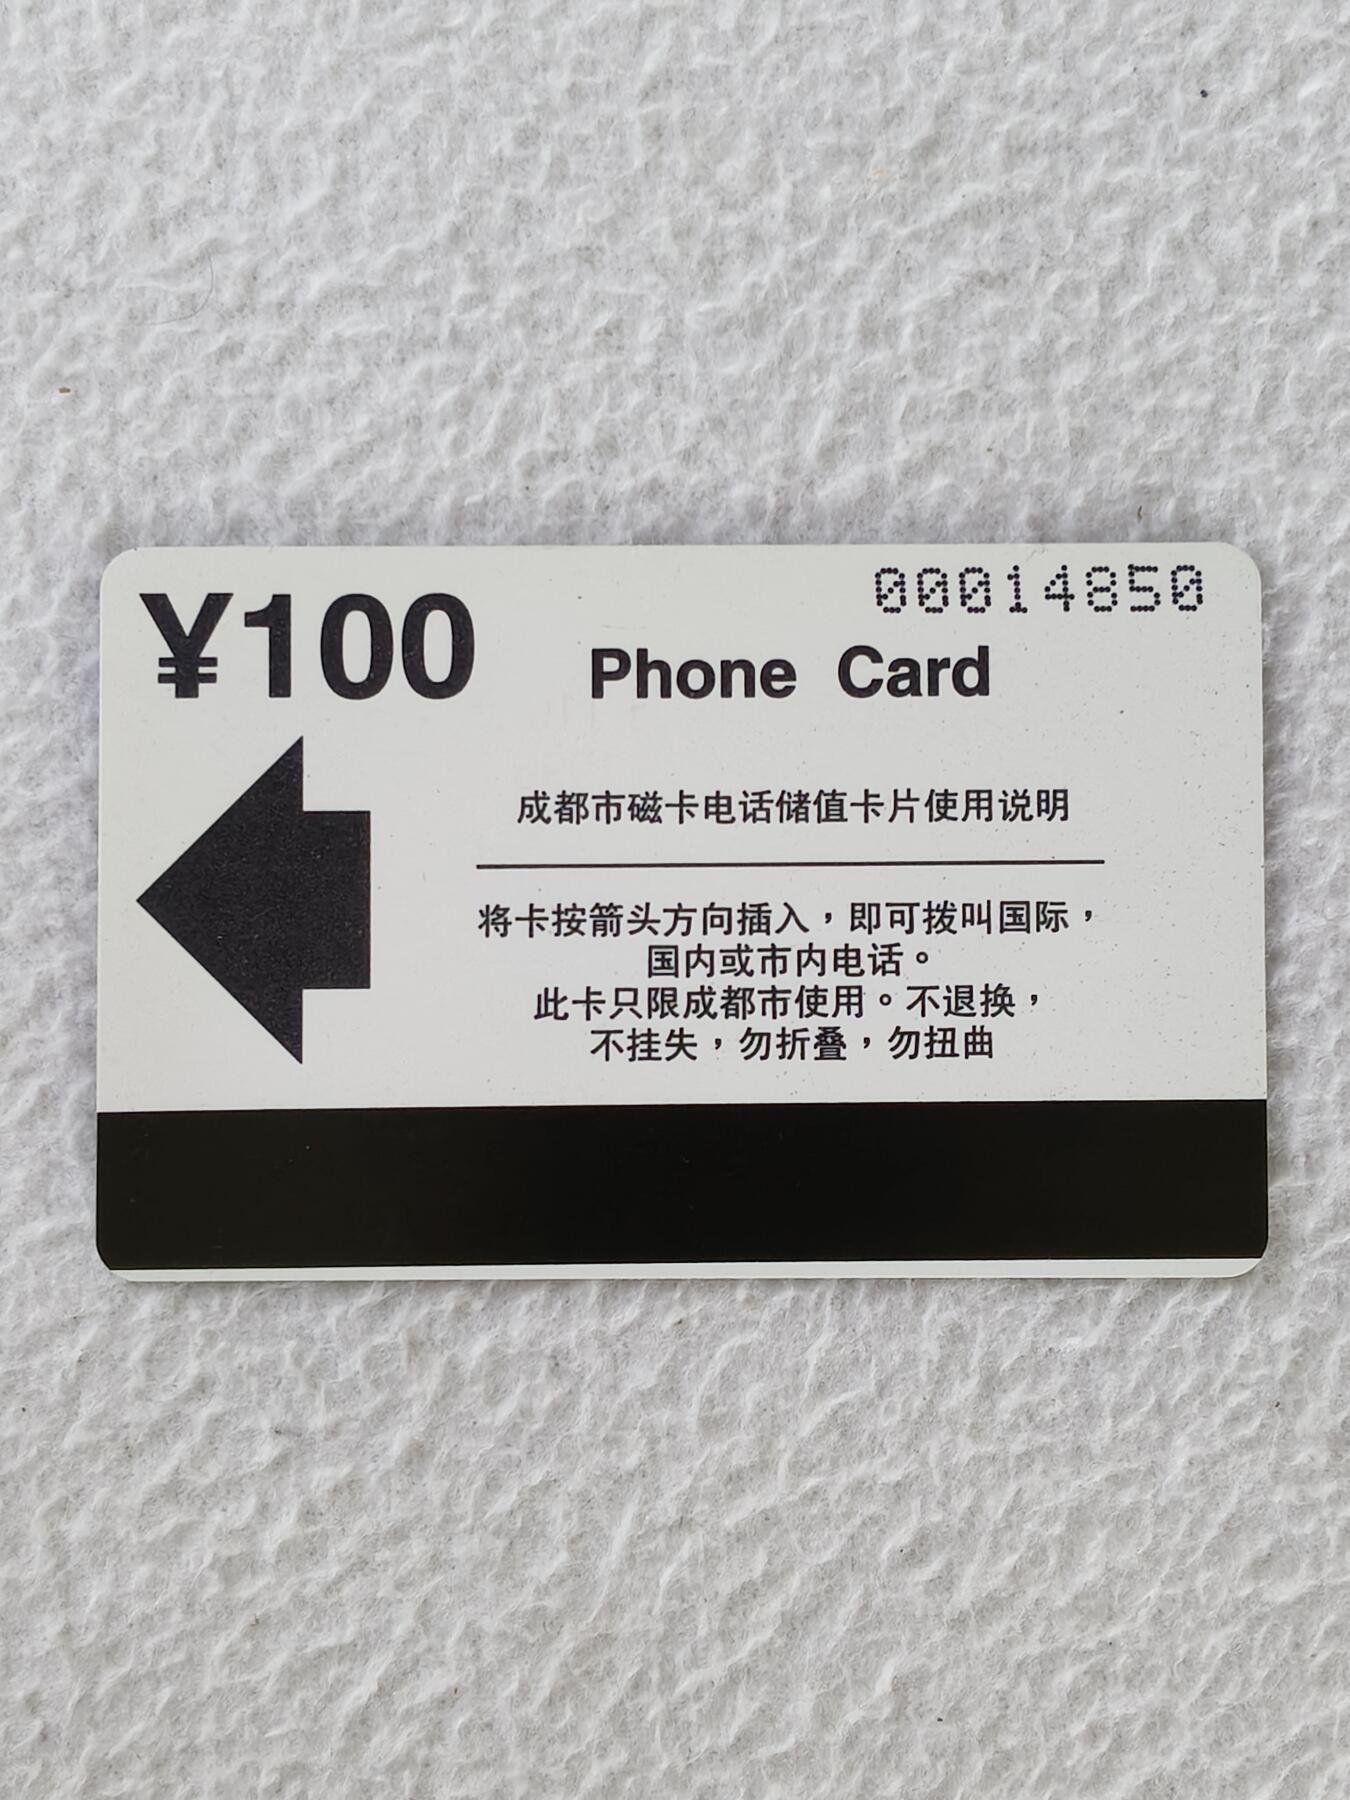 ¥100
00014850
Phone Card
成都市磁卡电话储值卡片使用说明
将卡按箭头方向插入，即可拨叫国际，
国内或市内电话。
此卡只限成都市使用。不退换，
不挂失，勿折叠，勿扭曲